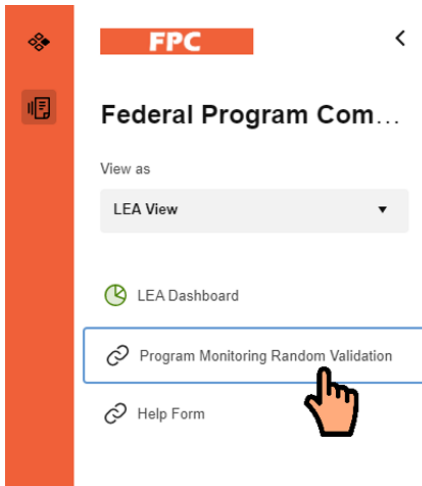 FPC
Federal Program Com...
View as
LEA View
LEA Dashboard
Program Monitoring Random Validation
Help Form